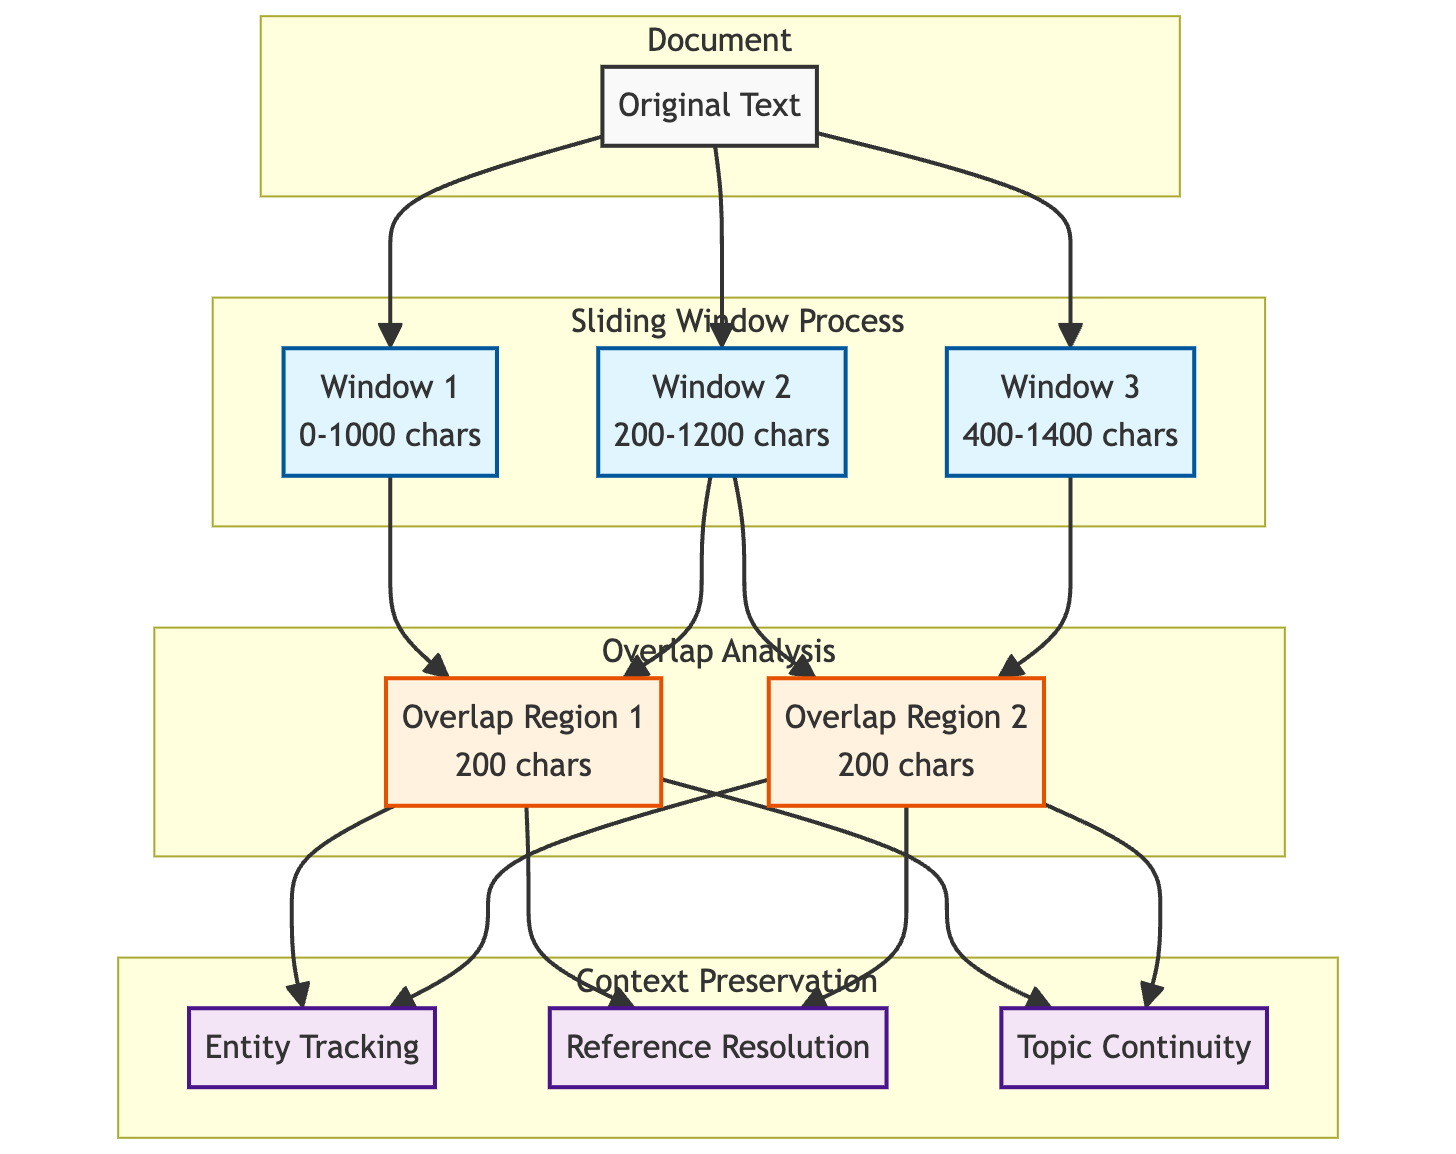 Document
Original Text
Sliding Window Process
Window 1
0-1000 chars
Window 2
200-1200 chars
Window 3
400-1400 chars
Overlap Analysis
Overlap Region 1
200 chars
Overlap Region 2
200 chars
Context Preservation
Entity Tracking
Reference Resolution
Topic Continuity